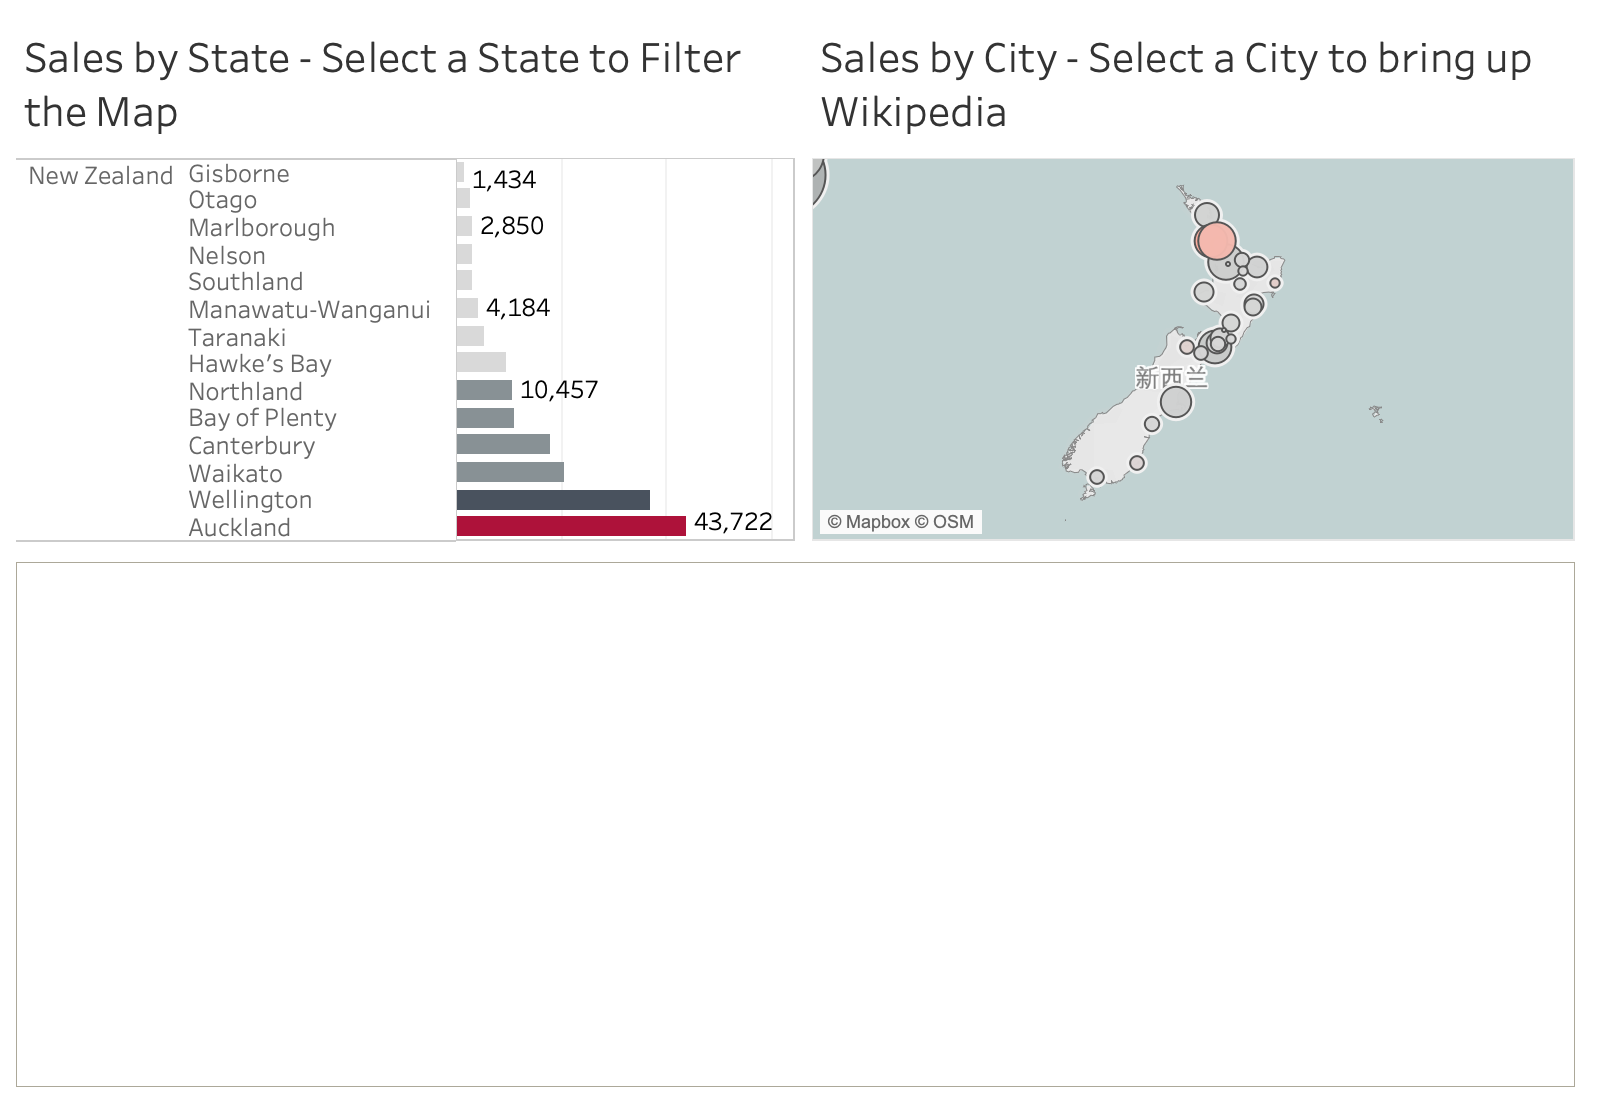 Sales by State - Select a State to Filter
the Map
Sales by City - Select a City to bring up
Wikipedia
New Zealand
Gisborne
1,434
Otago
Marlborough
2,850
Nelson
Southland
Manawatu-Wanganui
4,184
Taranaki
Hawke's Bay
Northland
10,457
Bay of Plenty
Canterbury
Waikato
Wellington
Auckland
43,722
新西兰
© Mapbox © OSM